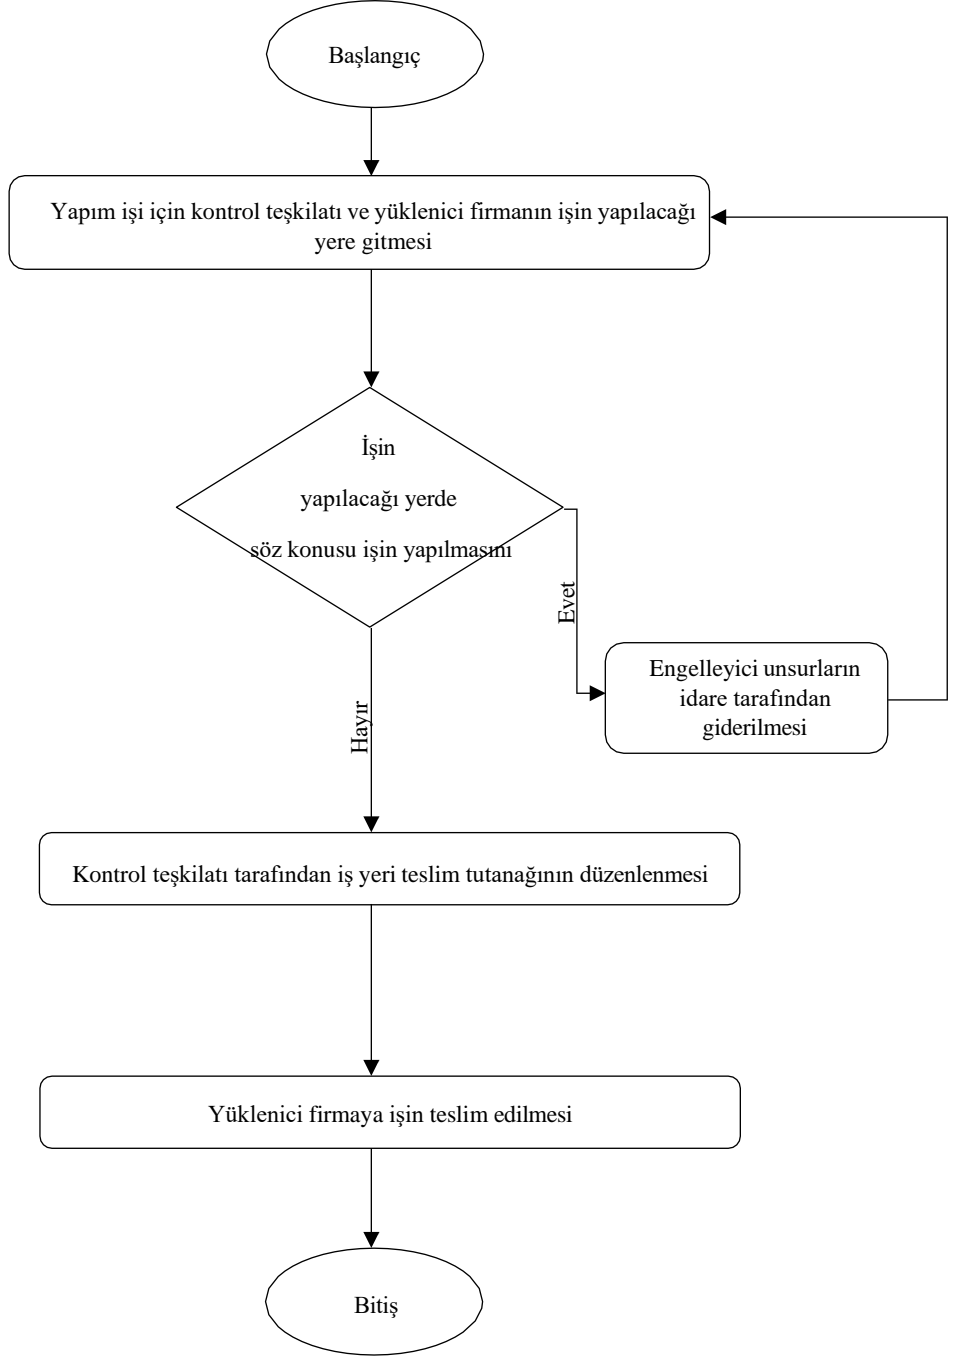 Başlangıç
Yapım işi için kontrol teşkilatı ve yüklenici firmanın işin yapılacağı
yere gitmesi
İşin
yapılacağı yerde
söz konusu işin yapılmasını
Evet
Engelleyici unsurların
idare tarafından
giderilmesi
Hayır
Kontrol teşkilatı tarafından iş yeri teslim tutanağının düzenlenmesi
Yüklenici firmaya işin teslim edilmesi
Bitiş